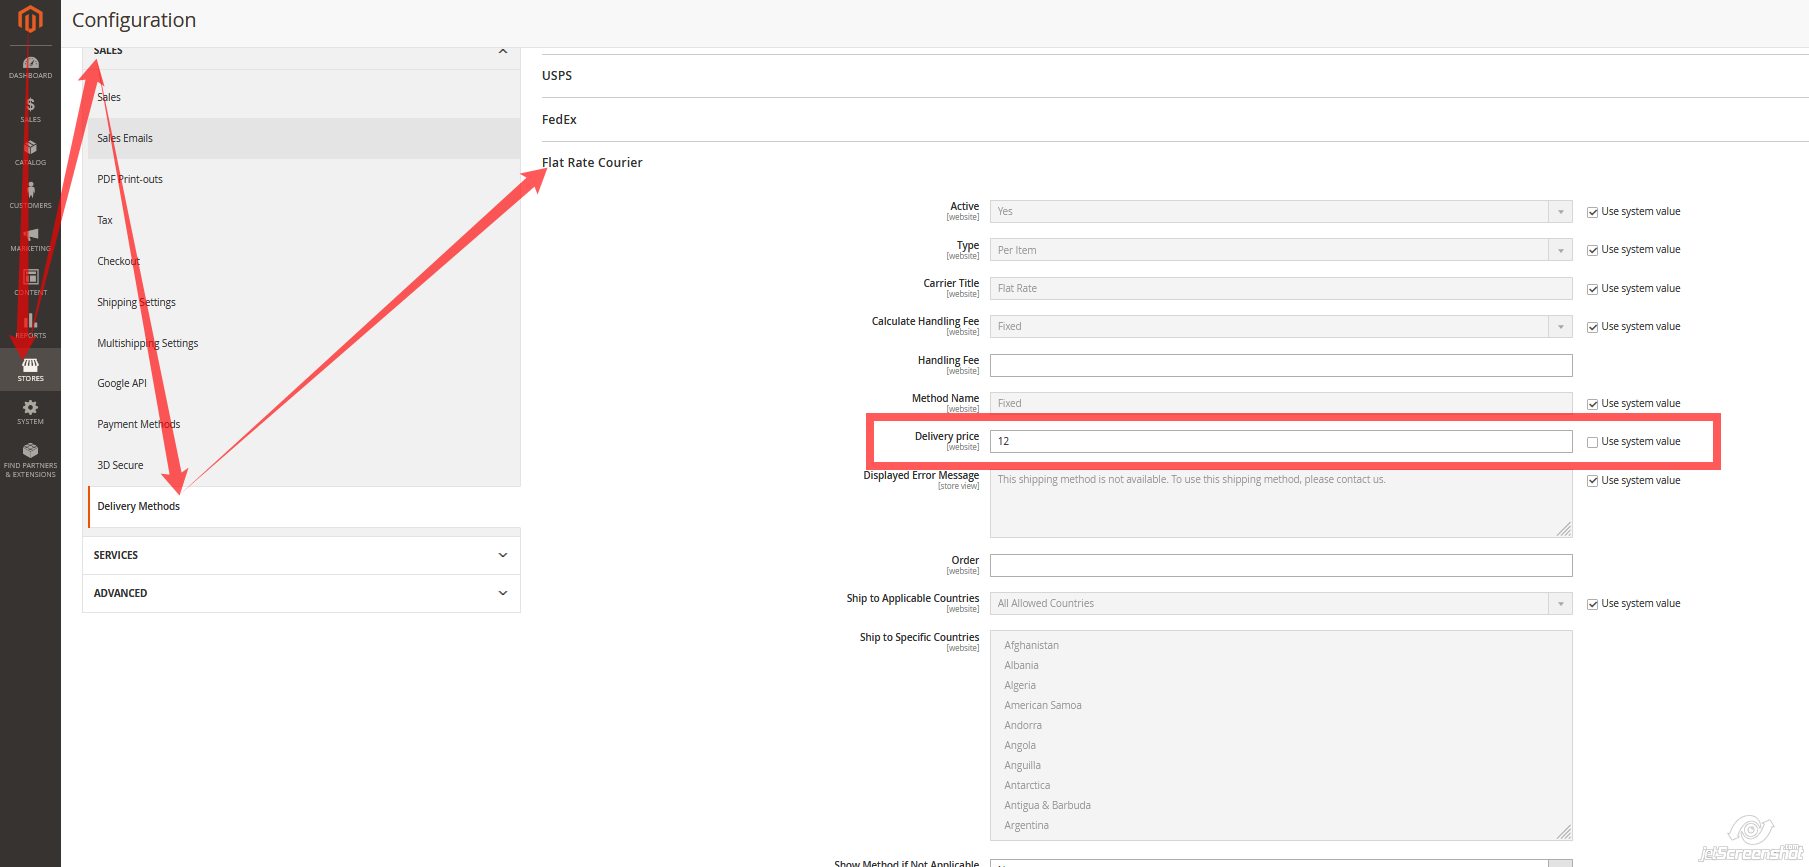 Configuration
DASHBOARD
SALES
CATALOG
CUSTOMERS
MARKETING
CONTENT
REPORTS
STORES
SYSTEM
FIND PARTNERS
& EXTENSIONS
SALES
Sales
Sales Emails
PDF Print-outs
Tax
Checkout
Shipping Settings
Multishipping Settings
Google API
Payment Methods
3D Secure
Delivery Methods
SERVICES
ADVANCED
USPS
FedEx
Flat Rate Courier
Active
[website]
Yes
Use system value
Type
[website]
Per Item
Use system value
Carrier Title
[website]
Flat Rate
Use system value
Calculate Handling Fee
[website]
Fixed
Use system value
Handling Fee
[website]
Method Name
[website]
Fixed
Use system value
Delivery price
[website]
12
Use system value
Displayed Error Message
[store view]
This shipping method is not available. To use this shipping method, please contact us.
Use system value
Order
[website]
Ship to Applicable Countries
[website]
All Allowed Countries
Use system value
Ship to Specific Countries
[website]
Afghanistan
Albania
Algeria
American Samoa
Andorra
Angola
Anguilla
Antarctica
Antigua & Barbuda
Argentina
Show Method if Not Applicable
jetScreenshot
.com